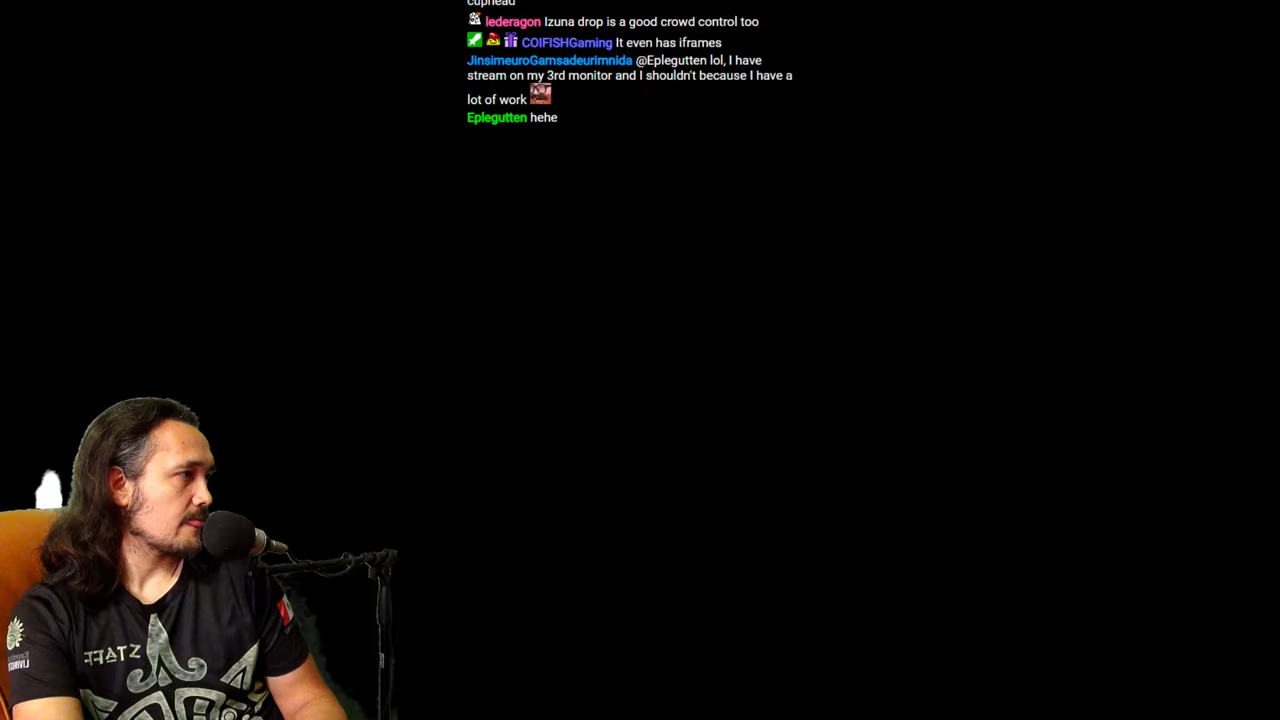 cuphead
lederagon Izuna drop is a good crowd control too
COIFISHGaming It even has iframes
JinsimeuroGamsadeurimnida @Eplegutten lol, I have
stream on my 3rd monitor and I shouldn't because I have a
lot of work
Eplegutten hehe
ZTAFF